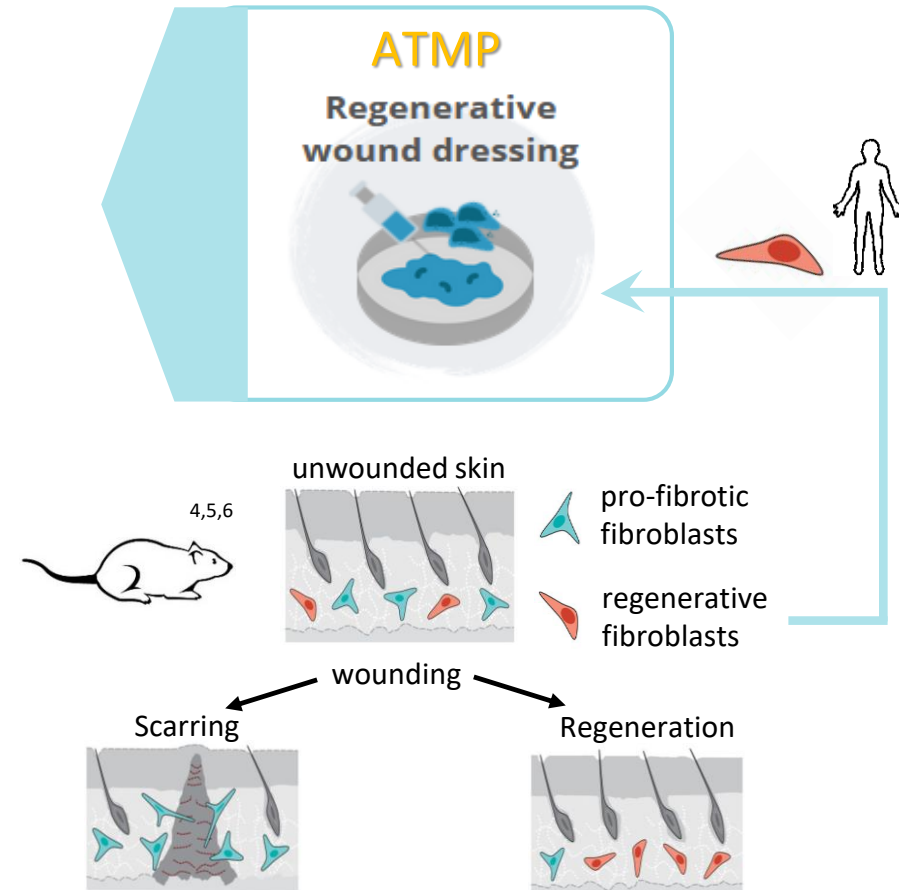 ATMP
Regenerative
wound dressing
unwounded skin
4,5,6
pro-fibrotic
fibroblasts
regenerative
fibroblasts
wounding
Scarring
Regeneration